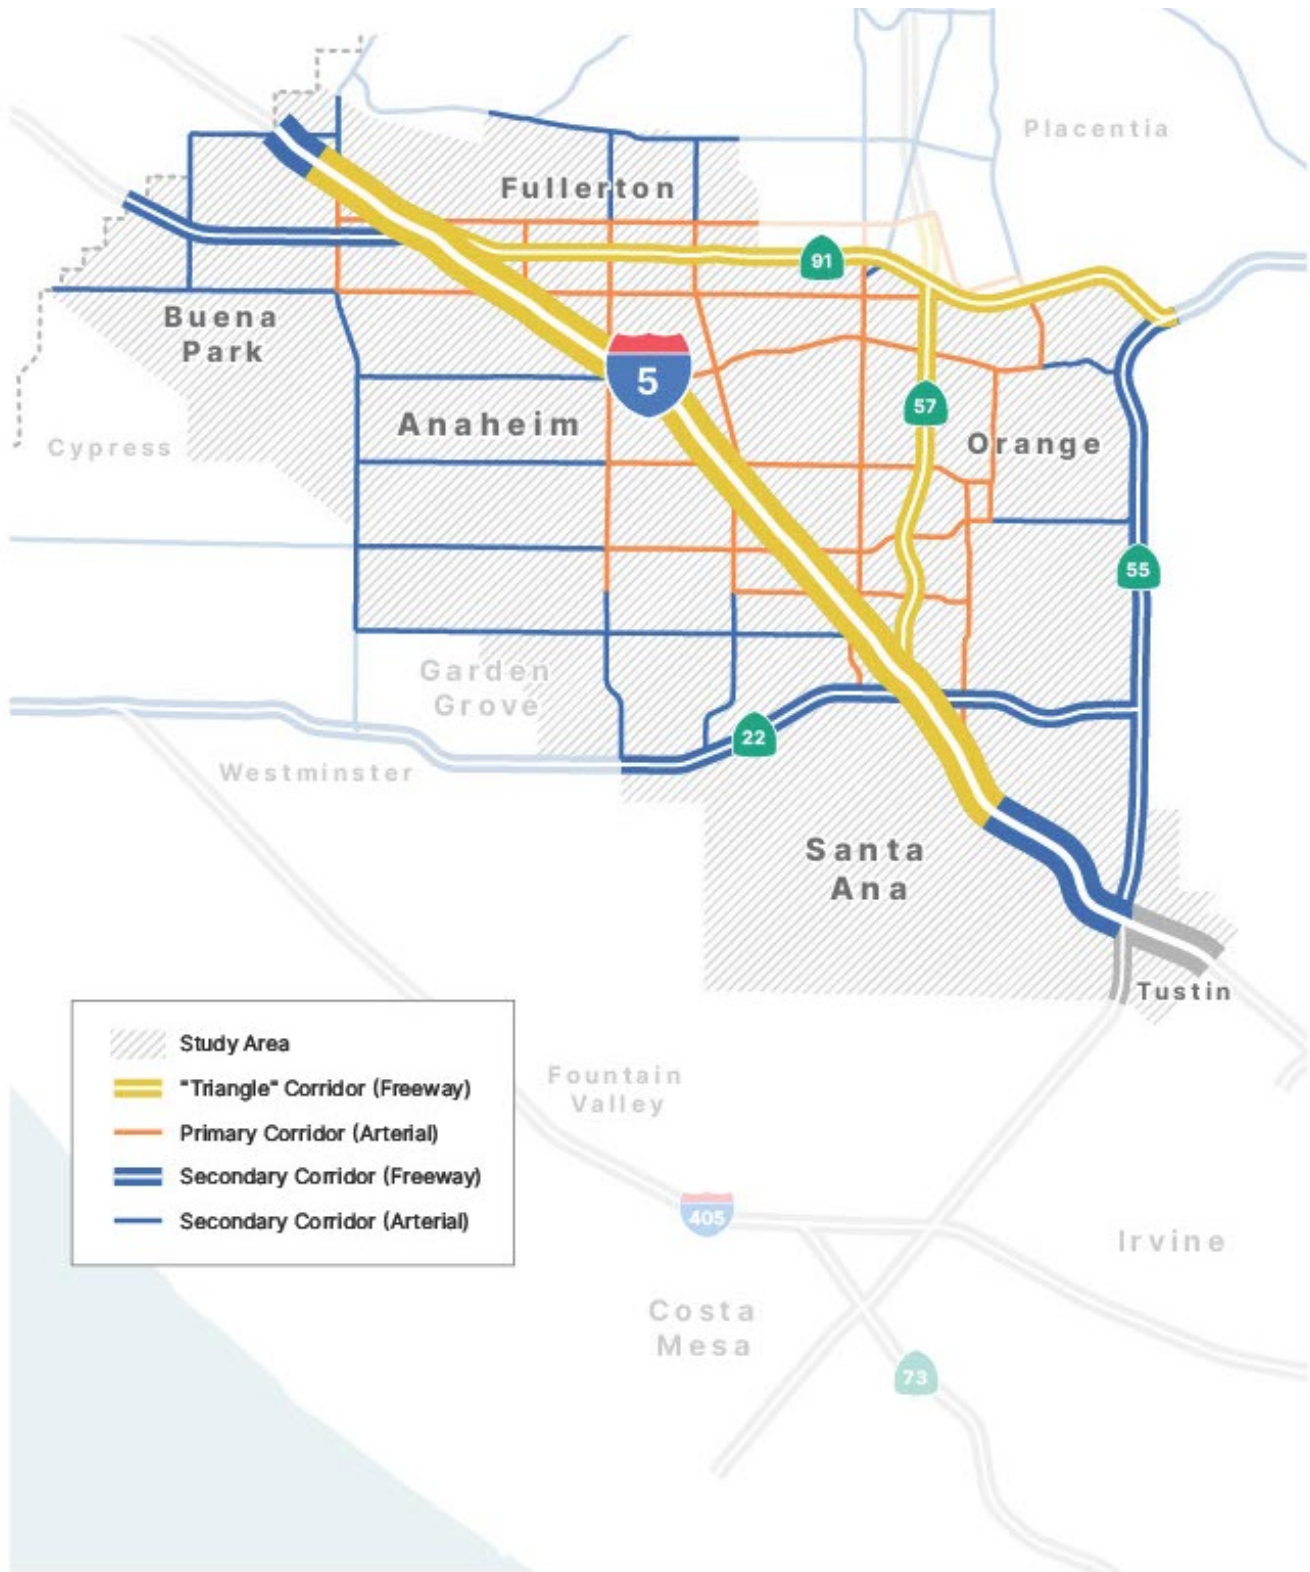 Placentia
Fullerton
91
Buena
Park
5
Anaheim
57
Orange
Cypress
55
Garden
Grove
22
Westminster
Santa
Ana
Tustin
Study Area
"Triangle" Corridor (Freeway)
Primary Corridor (Arterial)
Secondary Corridor (Freeway)
Secondary Corridor (Arterial)
Fountain
Valley
405
Irvine
Costa
Mesa
73